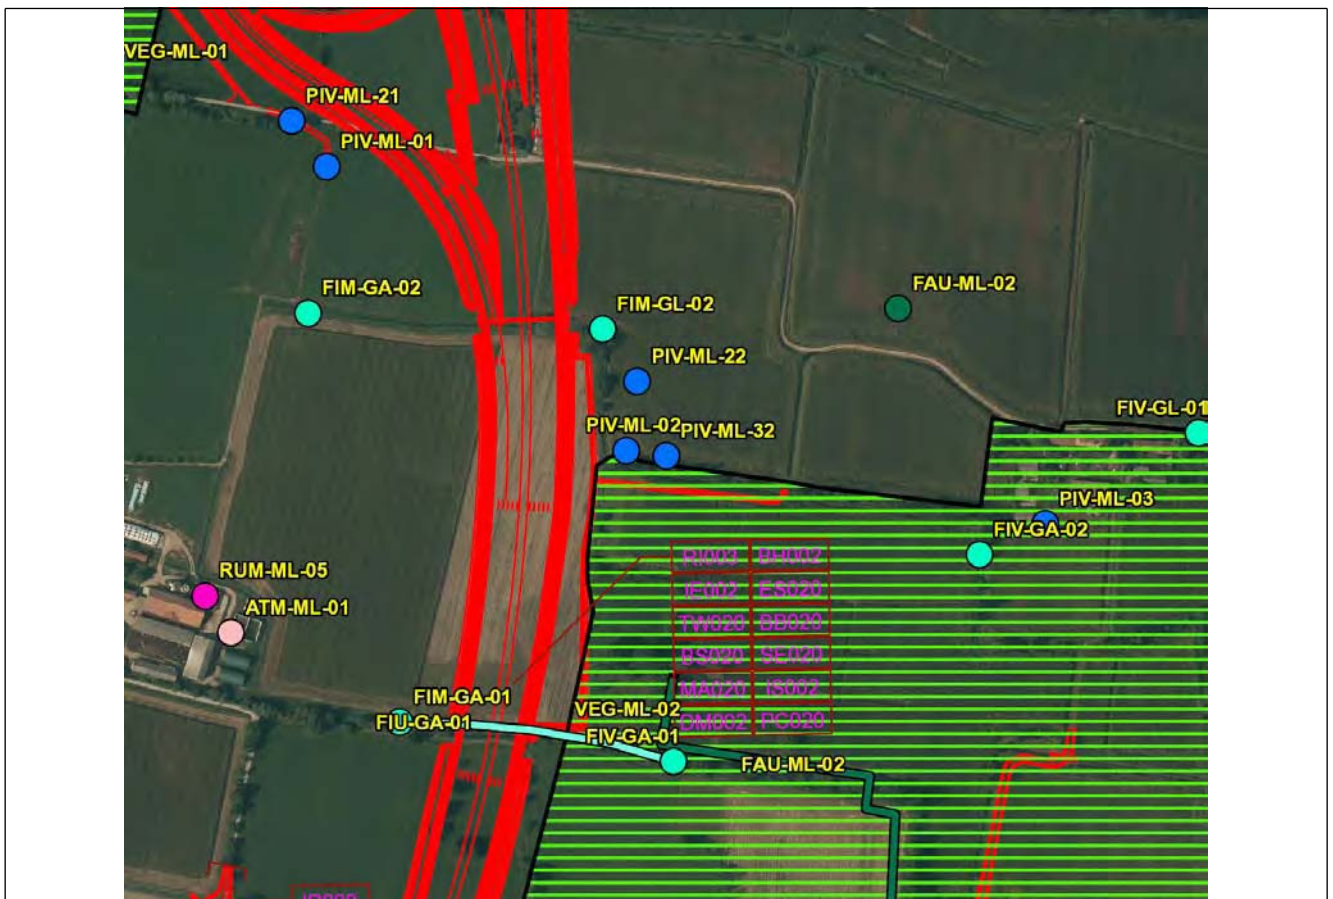 VEG-ML-01
PIV-ML-21
PIV-ML-01
FIM-GA-02
FIM-GL-02
FAU-ML-02
PIV-ML-22
FIV-GL-01
PIV-ML-02 PIV-ML-32
PIV-ML-03
FIV-GA-02
RI003 BH002
RUM-ML-05
IE002 ES020
ATM-ML-01
TW020 BB020
BS020 SE020
MA020 IS002
FIM-GA-01
VEG-ML-02
OM002 PC020
FIU-GA-01
FIV-GA-01
FAU-ML-02